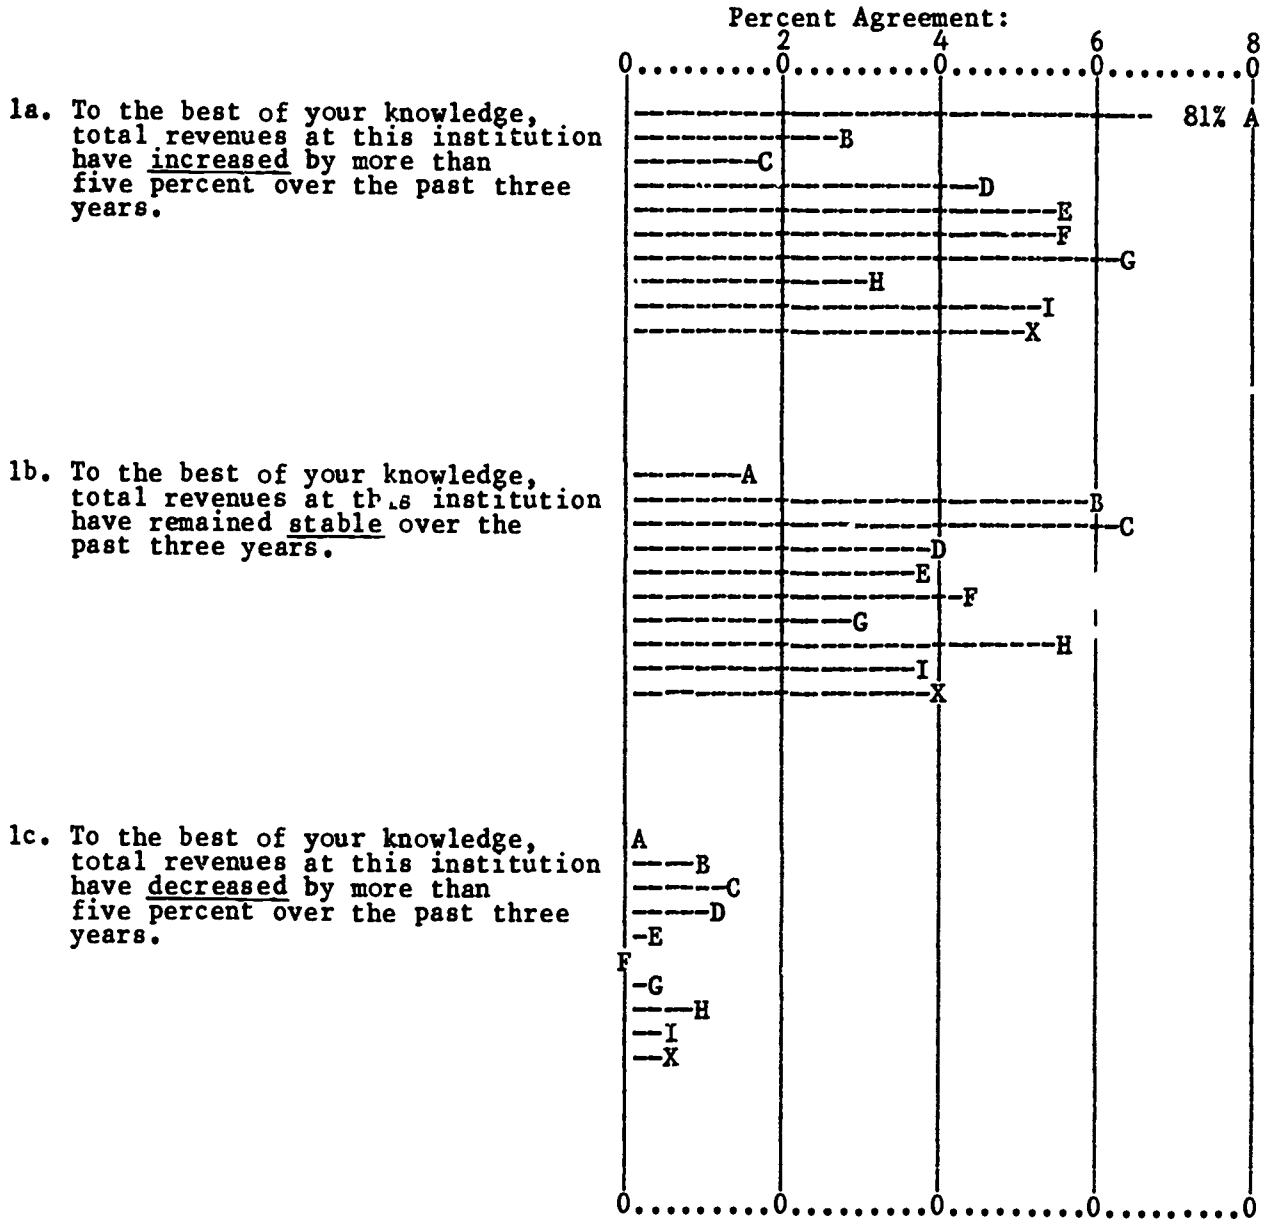 Percent Agreement:
2 4 6 8
0.........0.........0.........0.........0
1a. To the best of your knowledge,
total revenues at this institution
have increased by more than
five percent over the past three
years.
81% A
B
C
D
E
F
G
H
I
X
1b. To the best of your knowledge,
total revenues at institution
have remained stable over the
past three years.
A
B
C
D
E
F
G
H
I
X
1c. To the best of your knowledge,
total revenues at this institution
have decreased by more than
five percent over the past three
years.
A
B
C
D
E
F
G
H
I
X
0.........0.........0.........0.........0